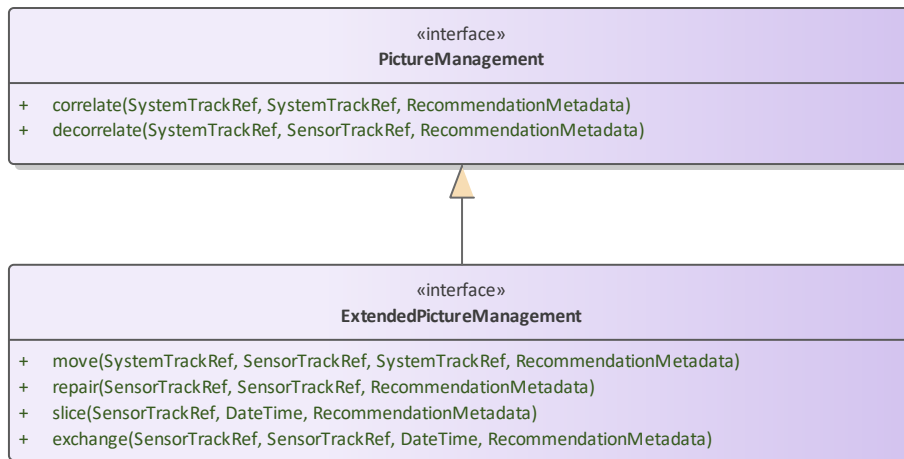 «interface»
PictureManagement
+ correlate(SystemTrackRef, SystemTrackRef, RecommendationMetadata)
+ decorrelate(SystemTrackRef, SensorTrackRef, RecommendationMetadata)
«interface»
ExtendedPictureManagement
+ move(SystemTrackRef, SensorTrackRef, SystemTrackRef, RecommendationMetadata)
+ repair(SensorTrackRef, SensorTrackRef, RecommendationMetadata)
+ slice(SensorTrackRef, DateTime, RecommendationMetadata)
+ exchange(SensorTrackRef, SensorTrackRef, DateTime, RecommendationMetadata)